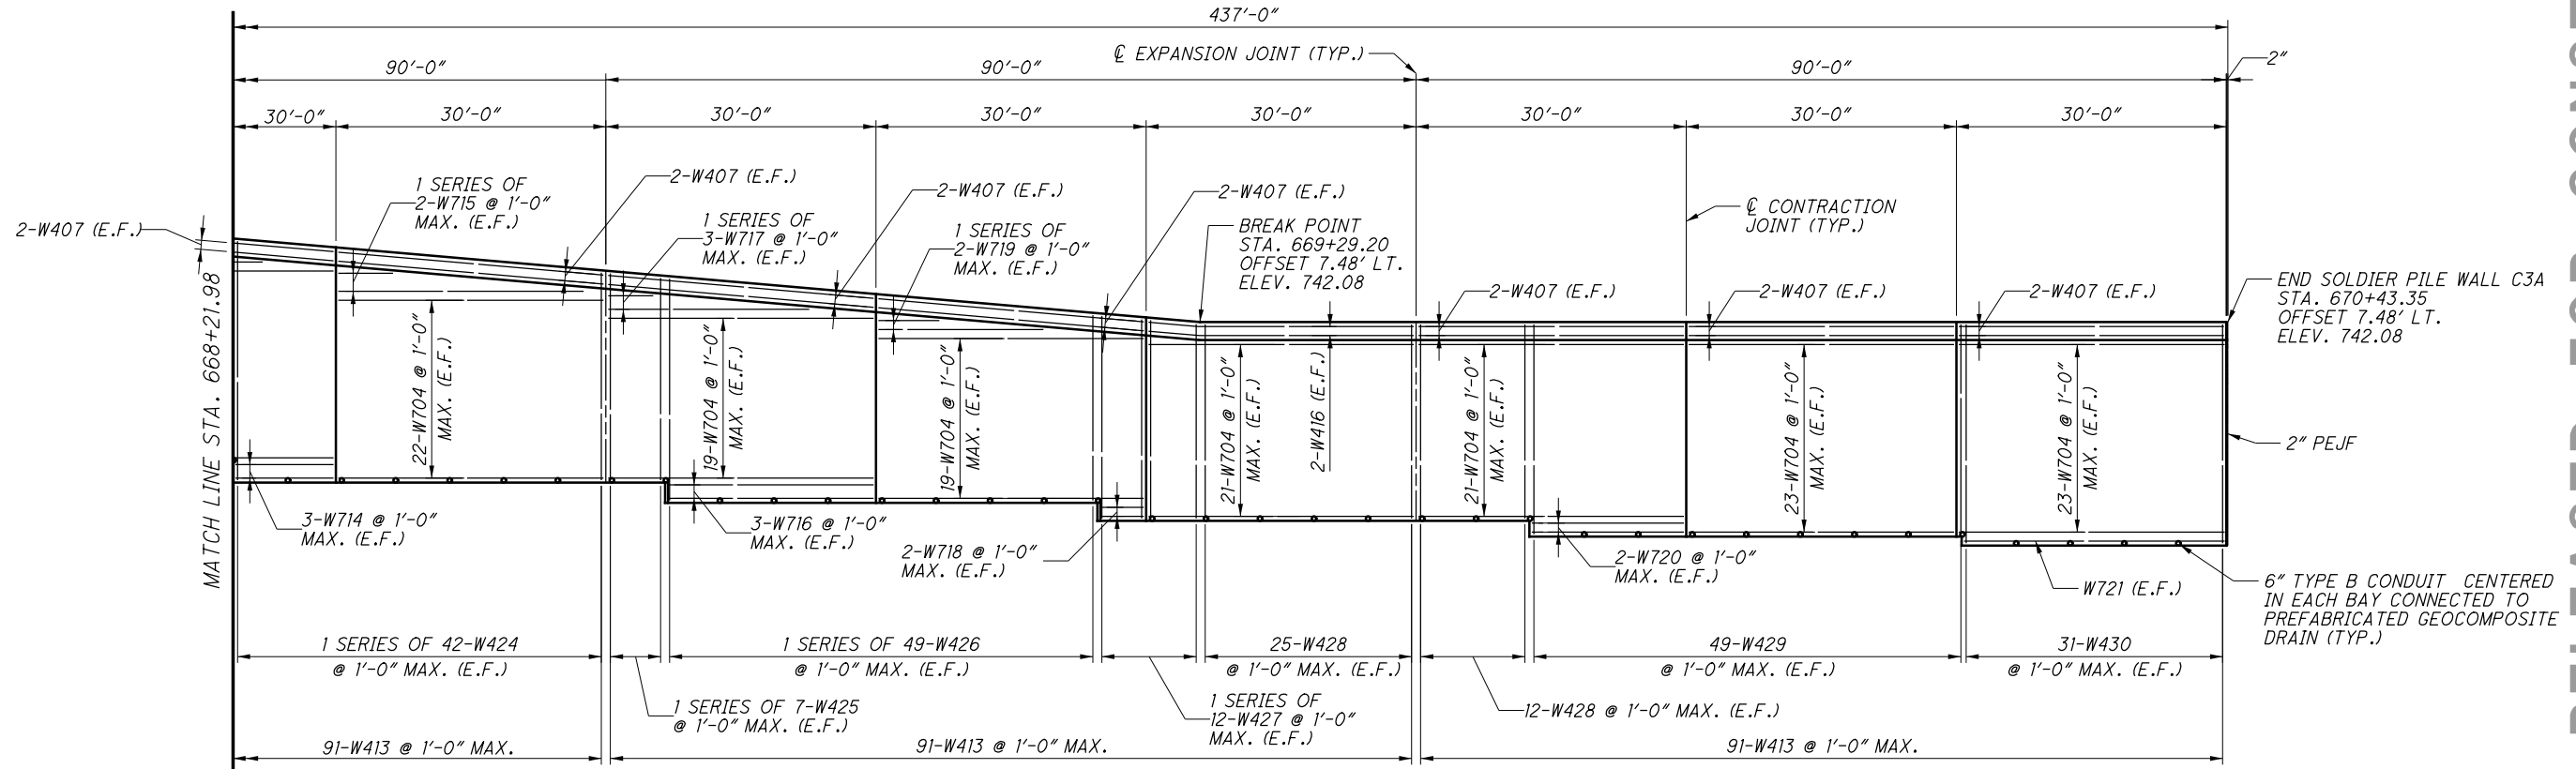 437'-0"
℄ EXPANSION JOINT (TYP.)
90'-0"
90'-0"
90'-0"
2"
30'-0"
30'-0"
30'-0"
30'-0"
30'-0"
30'-0"
30'-0"
30'-0"
2-W407 (E.F.)
1 SERIES OF
2-W715 @ 1'-0"
MAX. (E.F.)
2-W407 (E.F.)
1 SERIES OF
3-W717 @ 1'-0"
MAX. (E.F.)
2-W407 (E.F.)
1 SERIES OF
2-W719 @ 1'-0"
MAX. (E.F.)
2-W407 (E.F.)
BREAK POINT
STA. 669+29.20
OFFSET 7.48' LT.
ELEV. 742.08
℄ CONTRACTION
JOINT (TYP.)
2-W407 (E.F.)
2-W407 (E.F.)
2-W407 (E.F.)
END SOLDIER PILE WALL C3A
STA. 670+43.35
OFFSET 7.48' LT.
ELEV. 742.08
MATCH LINE STA. 668+21.98
22-W704 @ 1'-0"
MAX. (E.F.)
19-W704 @ 1'-0"
MAX. (E.F.)
19-W704 @ 1'-0"
MAX. (E.F.)
21-W704 @ 1'-0"
MAX. (E.F.)
2-W416 (E.F.)
21-W704 @ 1'-0"
MAX. (E.F.)
23-W704 @ 1'-0"
MAX. (E.F.)
23-W704 @ 1'-0"
MAX. (E.F.)
2" PEJF
3-W714 @ 1'-0"
MAX. (E.F.)
3-W716 @ 1'-0"
MAX. (E.F.)
2-W718 @ 1'-0"
MAX. (E.F.)
2-W720 @ 1'-0"
MAX. (E.F.)
W721 (E.F.)
6" TYPE B CONDUIT CENTERED
IN EACH BAY CONNECTED TO
PREFABRICATED GEOCOMPOSITE
DRAIN (TYP.)
1 SERIES OF 42-W424
@ 1'-0" MAX. (E.F.)
1 SERIES OF 49-W426
@ 1'-0" MAX. (E.F.)
25-W428
@ 1'-0" MAX. (E.F.)
49-W429
@ 1'-0" MAX. (E.F.)
31-W430
@ 1'-0" MAX. (E.F.)
1 SERIES OF 7-W425
@ 1'-0" MAX. (E.F.)
1 SERIES OF
12-W427 @ 1'-0"
MAX. (E.F.)
12-W428 @ 1'-0" MAX. (E.F.)
91-W413 @ 1'-0" MAX.
91-W413 @ 1'-0" MAX.
91-W413 @ 1'-0" MAX.